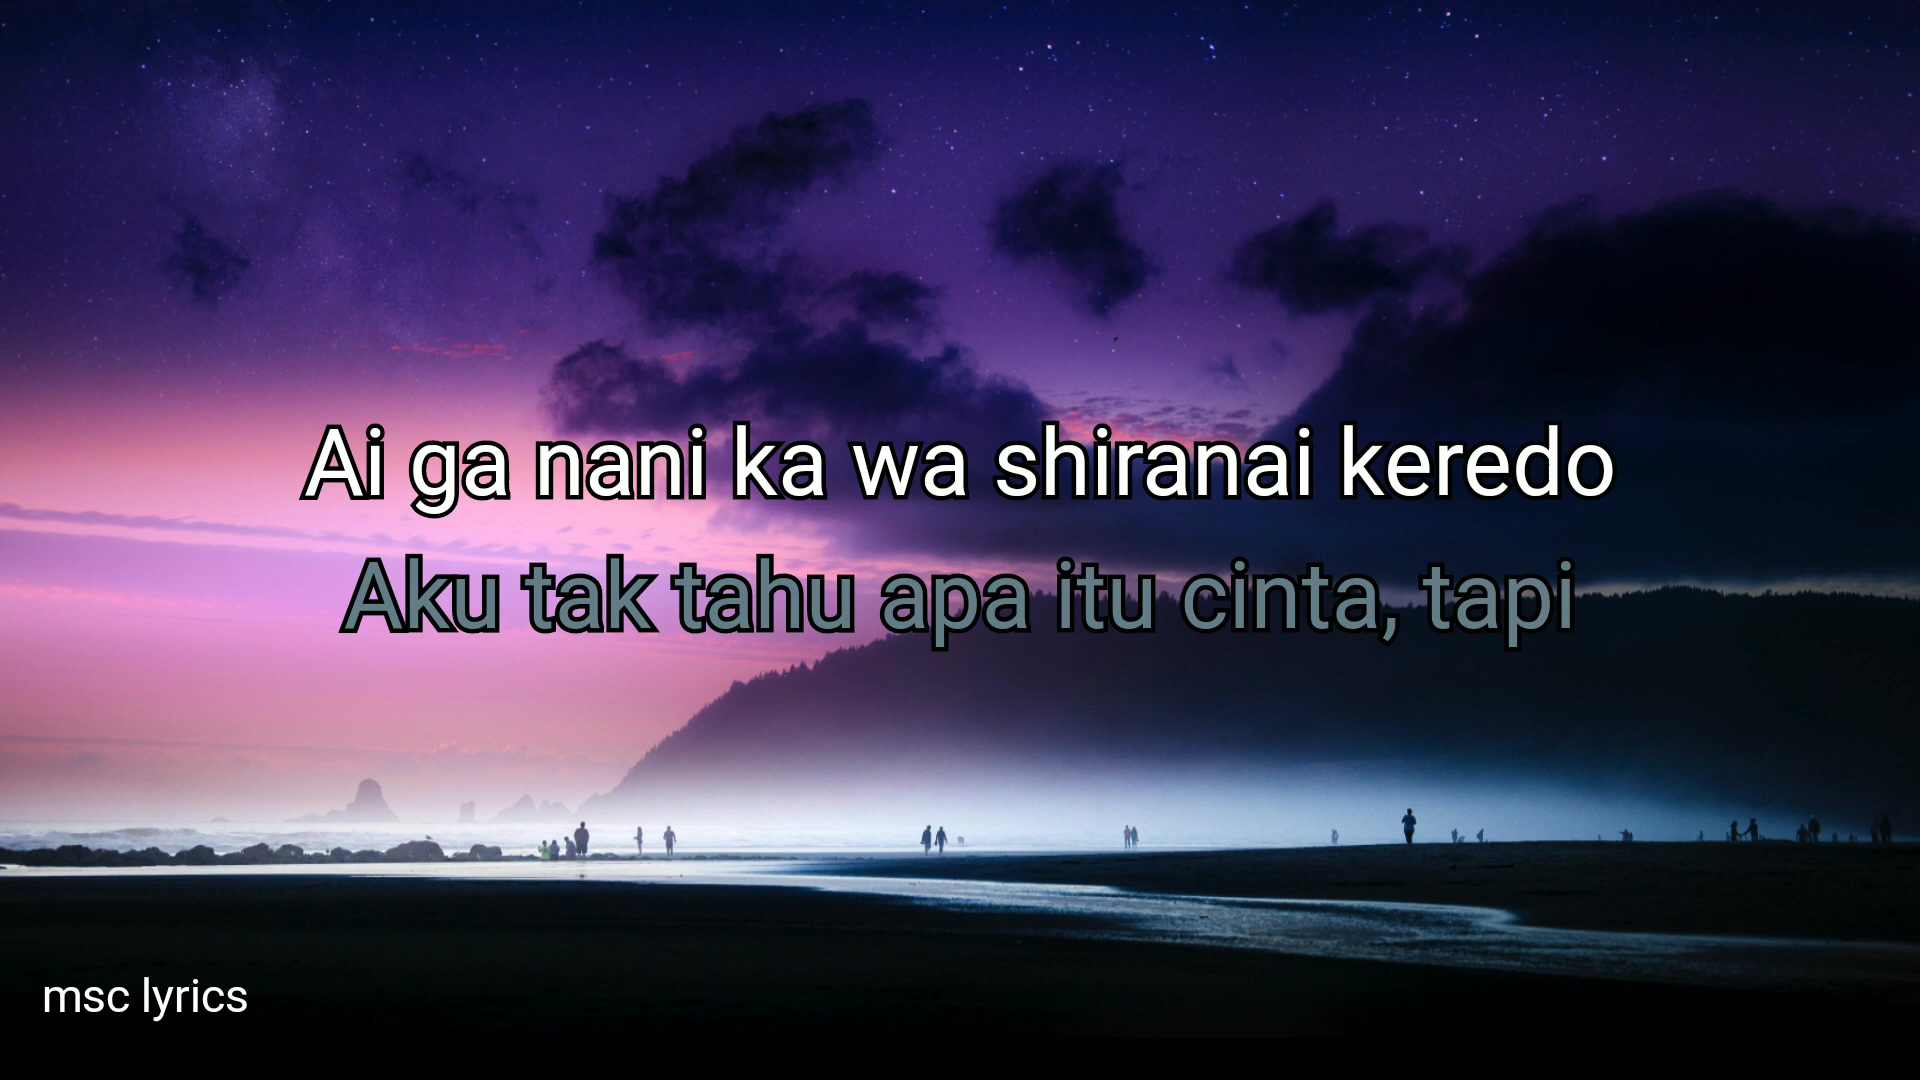 Ai ga nani ka wa shiranai keredo
Aku tak tahu apa itu cinta, tapi
msc lyrics